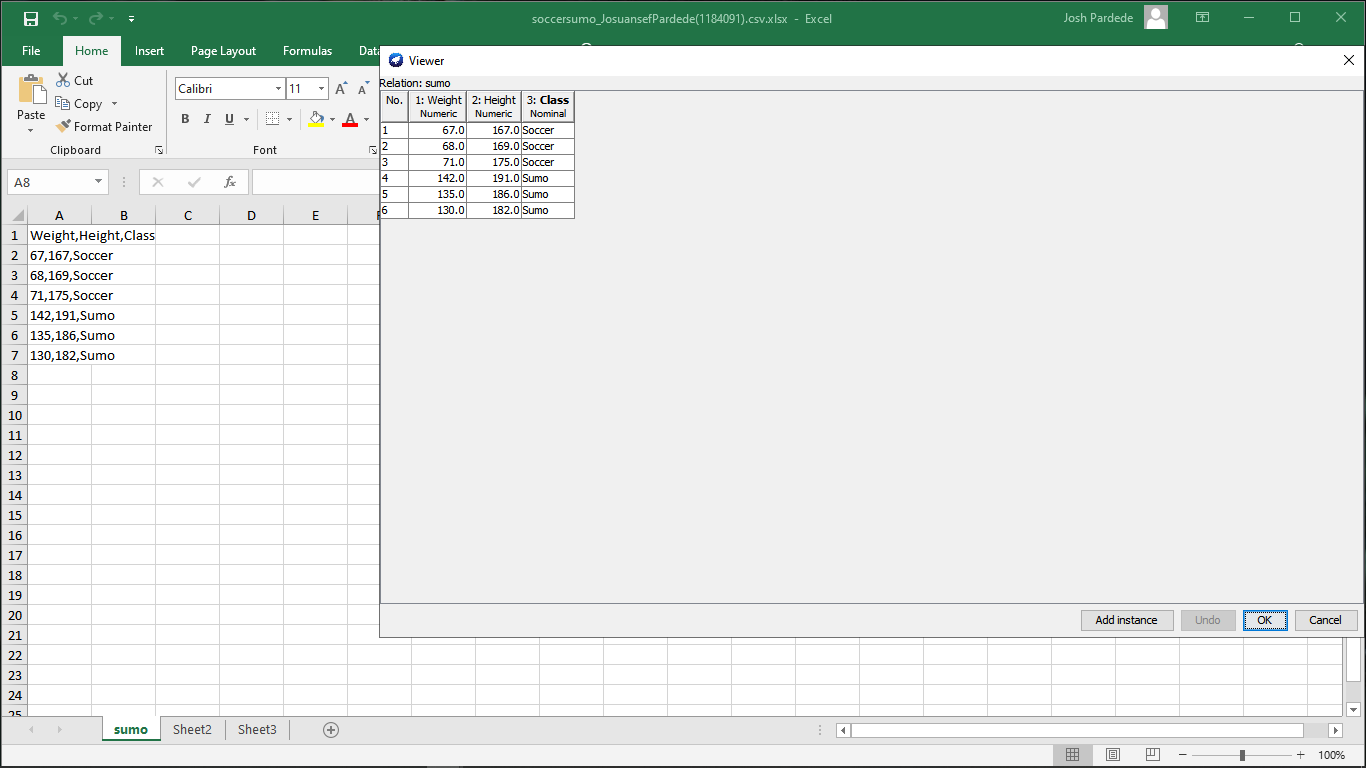 soccersumo_JosuansefPardede(1184091).csv.xlsx - Excel
Josh Pardede
File Home Insert Page Layout Formulas
Cut
Copy
Format Painter
Paste
Clipboard
Calibri 11
A A
B I U A
Font
A8
fx
A B C D E
1 Weight,Height,Class
2 67,167,Soccer
3 68,169,Soccer
4 71,175,Soccer
5 142,191,Sumo
6 135,186,Sumo
7 130,182,Sumo
8
9
10
11
12
13
14
15
16
17
18
19
20
21
22
23
24
25
Viewer
Relation: sumo
No. 1: Weight 2: Height 3: Class
Numeric Numeric Nominal
1 67.0 167.0 Soccer
2 68.0 169.0 Soccer
3 71.0 175.0 Soccer
4 142.0 191.0 Sumo
5 135.0 186.0 Sumo
6 130.0 182.0 Sumo
Add instance Undo OK Cancel
sumo Sheet2 Sheet3
100%